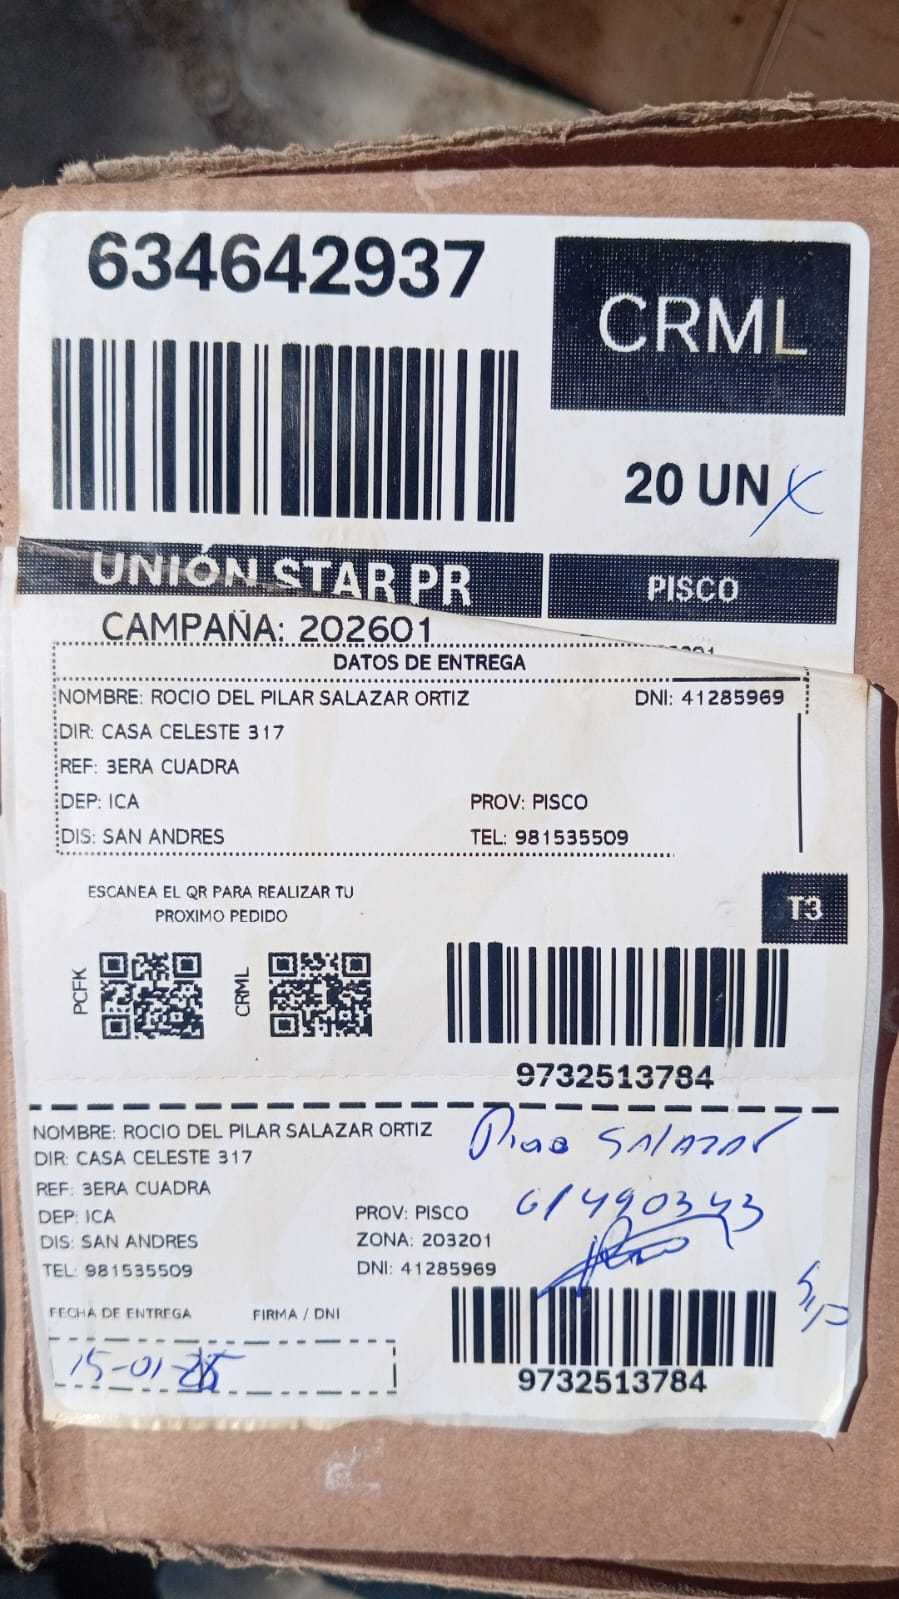 634642937
CRML
20 UN
UNIÓN STAR PR
PISCO
CAMPAÑA: 202601
DATOS DE ENTREGA
NOMBRE: ROCIO DEL PILAR SALAZAR ORTIZ DNI: 41285969
DIR: CASA CELESTE 317
REF: 3ERA CUADRA
DEP: ICA PROV: PISCO
DIS: SAN ANDRES TEL: 981535509
ESCANEA EL QR PARA REALIZAR TU
PROXIMO PEDIDO
T3
PCFK
CRML
9732513784
NOMBRE: ROCIO DEL PILAR SALAZAR ORTIZ
DIR: CASA CELESTE 317
REF: 3ERA CUADRA
DEP: ICA PROV: PISCO
DIS: SAN ANDRES ZONA: 203201
TEL: 981535509 DNI: 41285969
SALAZAR
61490343
FECHA DE ENTREGA FIRMA / DNI
15-01-
9732513784